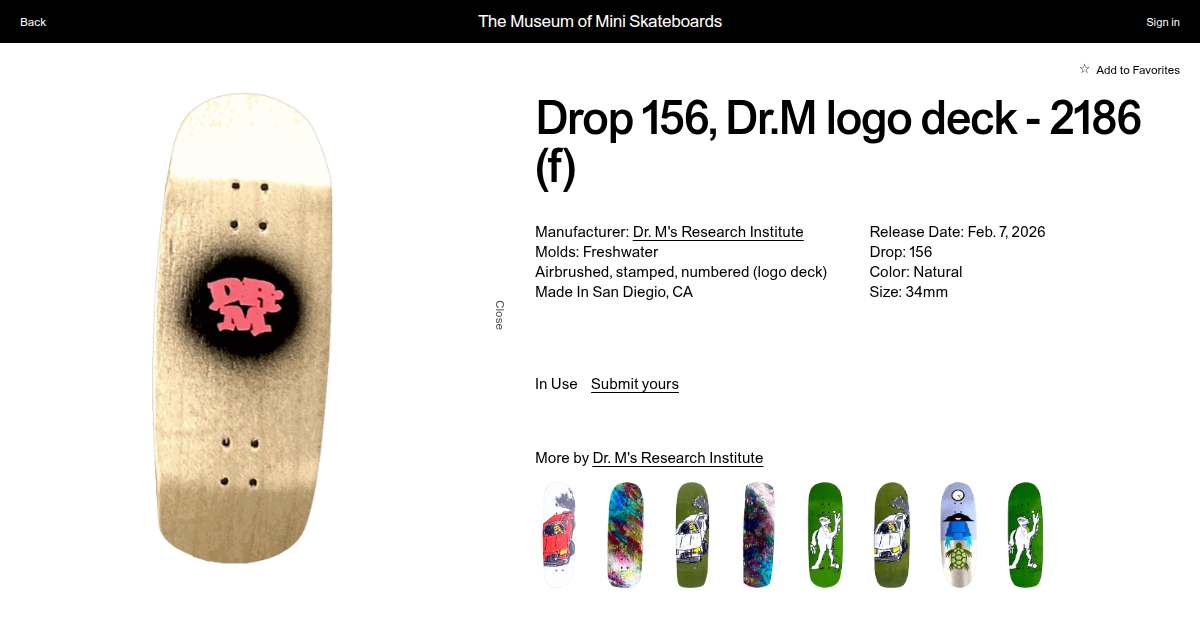 Back
The Museum of Mini Skateboards
Sign in
☆ Add to Favorites
Drop 156, Dr.M logo deck - 2186
(f)
Manufacturer: Dr. M's Research Institute
Molds: Freshwater
Airbrushed, stamped, numbered (logo deck)
Made In San Diegio, CA
Release Date: Feb. 7, 2026
Drop: 156
Color: Natural
Size: 34mm
DR.
M
Close
In Use Submit yours
More by Dr. M's Research Institute